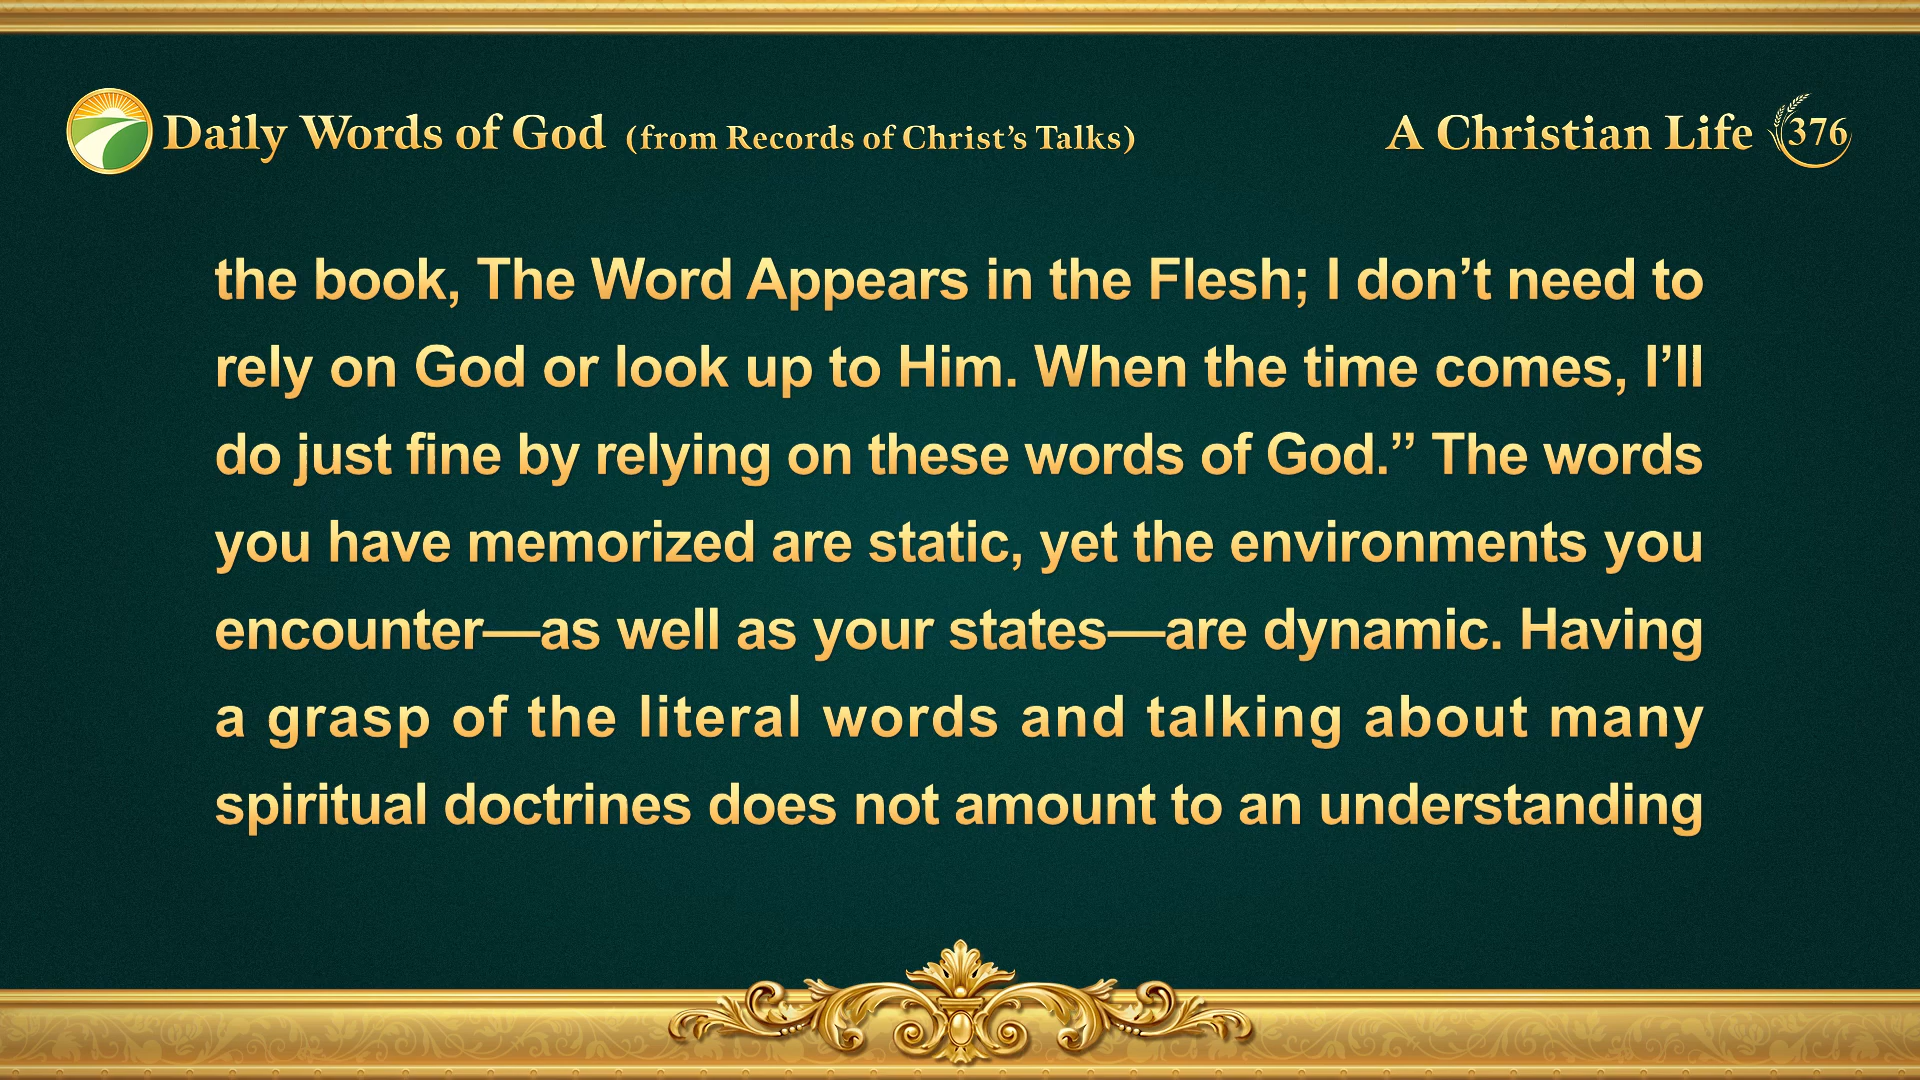 Daily Words of God (from Records of Christ’s Talks)
A Christian Life 376
the book, The Word Appears in the Flesh; I don’t need to
rely on God or look up to Him. When the time comes, I’ll
do just fine by relying on these words of God.” The words
you have memorized are static, yet the environments you
encounter—as well as your states—are dynamic. Having
a grasp of the literal words and talking about many
spiritual doctrines does not amount to an understanding